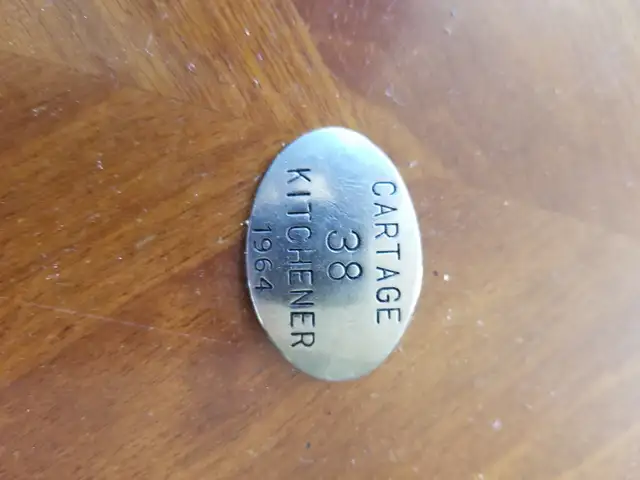 CARTAGE
38
KITCHENER
1964